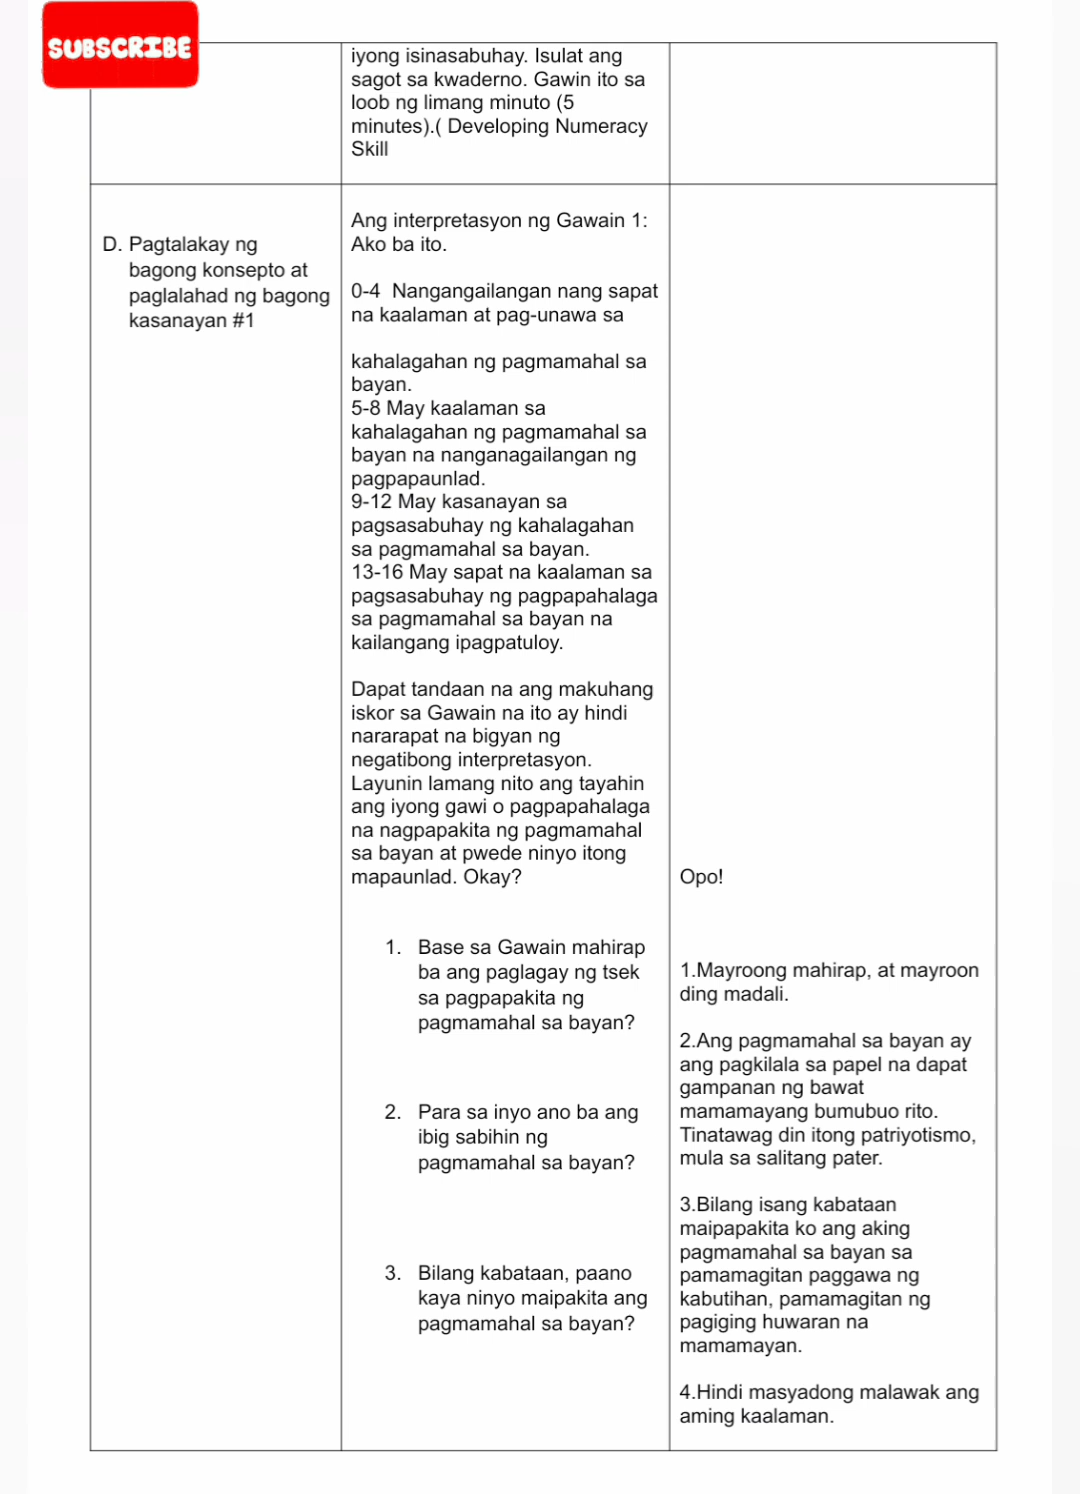 SUBSCRIBE
iyong isinasabuhay. Isulat ang
sagot sa kwaderno. Gawin ito sa
loob ng limang minuto (5
minutes).( Developing Numeracy
Skill
D. Pagtalakay ng
bagong konsepto at
paglalahad ng bagong
kasanayan #1
Ang interpretasyon ng Gawain 1:
Ako ba ito.
0-4 Nangangailangan nang sapat
na kaalaman at pag-unawa sa
kahalagahan ng pagmamahal sa
bayan.
5-8 May kaalaman sa
kahalagahan ng pagmamahal sa
bayan na nanganagailangan ng
pagpapaunlad.
9-12 May kasanayan sa
pagsasabuhay ng kahalagahan
sa pagmamahal sa bayan.
13-16 May sapat na kaalaman sa
pagsasabuhay ng pagpapahalaga
sa pagmamahal sa bayan na
kailangang ipagpatuloy.
Dapat tandaan na ang makuhang
iskor sa Gawain na ito ay hindi
nararapat na bigyan ng
negatibong interpretasyon.
Layunin lamang nito ang tayahin
ang iyong gawi o pagpapahalaga
na nagpapakita ng pagmamahal
sa bayan at pwede ninyo itong
mapaunlad. Okay?
1. Base sa Gawain mahirap
ba ang paglagay ng tsek
sa pagpapakita ng
pagmamahal sa bayan?
2. Para sa inyo ano ba ang
ibig sabihin ng
pagmamahal sa bayan?
3. Bilang kabataan, paano
kaya ninyo maipakita ang
pagmamahal sa bayan?
Opo!
1.Mayroong mahirap, at mayroon
ding madali.
2.Ang pagmamahal sa bayan ay
ang pagkilala sa papel na dapat
gampanan ng bawat
mamamayang bumubuo rito.
Tinatawag din itong patriyotismo,
mula sa salitang pater.
3.Bilang isang kabataan
maipapakita ko ang aking
pagmamahal sa bayan sa
pamamagitan paggawa ng
kabutihan, pamamagitan ng
pagiging huwaran na
mamamayan.
4.Hindi masyadong malawak ang
aming kaalaman.